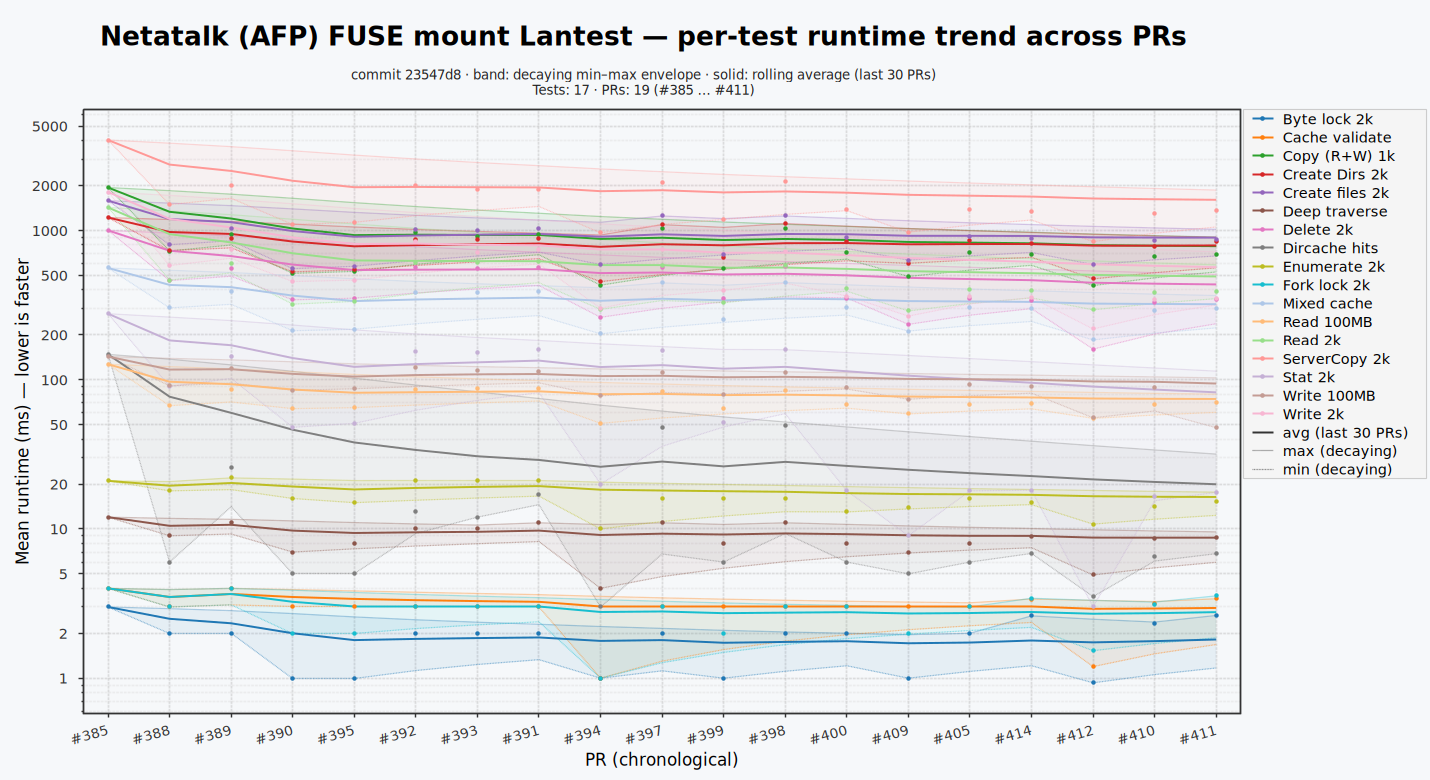 Netatalk (AFP) FUSE mount Lantest — per-test runtime trend across PRs
commit 23547d8 · band: decaying min–max envelope · solid: rolling average (last 30 PRs)
Tests: 17 · PRs: 19 (#385 … #411)
Mean runtime (ms) — lower is faster
5000
2000
1000
500
200
100
50
20
10
5
2
1
#385
#388
#389
#390
#395
#392
#393
#391
#394
#397
#399
#398
#400
#409
#405
#414
#412
#410
#411
PR (chronological)
Byte lock 2k
Cache validate
Copy (R+W) 1k
Create Dirs 2k
Create files 2k
Deep traverse
Delete 2k
Dircache hits
Enumerate 2k
Fork lock 2k
Mixed cache
Read 100MB
Read 2k
ServerCopy 2k
Stat 2k
Write 100MB
Write 2k
avg (last 30 PRs)
max (decaying)
min (decaying)